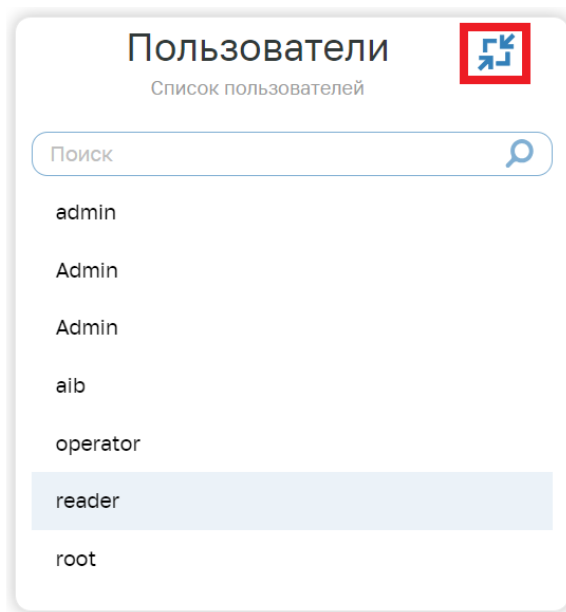 Пользователи
Список пользователей
Поиск
admin
Admin
Admin
aib
operator
reader
root